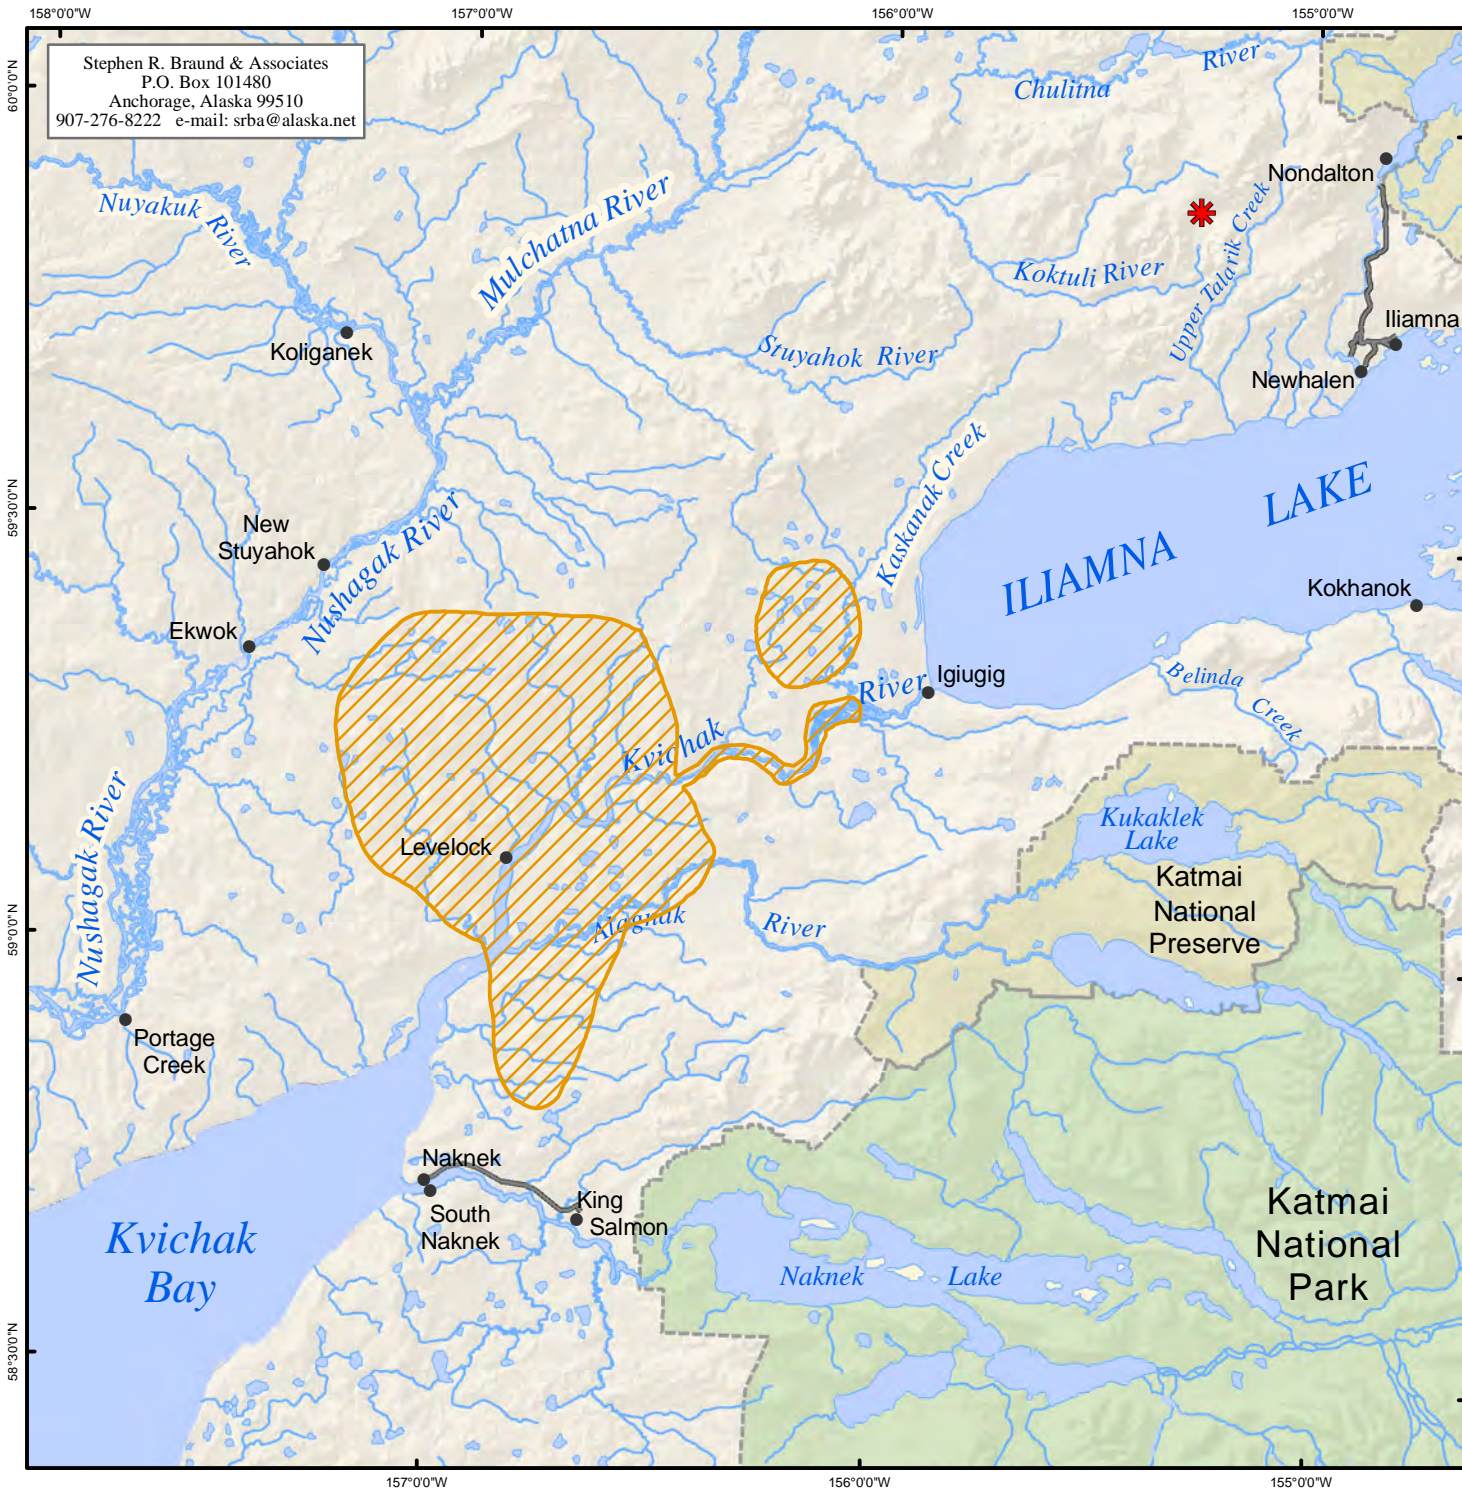 158°0'0"W
157°0'0"W
156°0'0"W
155°0'0"W
60°0'0"N
Stephen R. Braund & Associates
P.O. Box 101480
Anchorage, Alaska 99510
907-276-8222 e-mail: srba@alaska.net
Chulitna River
Nondalton
Nuyakuk River
Mulchatna River
Koktuli River
Upper Talarik Creek
Iliamna
Koliganek
Stuyahok River
Newhalen
Kaskanak Creek
59°30'0"N
ILIAMNA LAKE
New
Stuyahok
Nushagak River
Kokhanok
Ekwok
Igiugig
Belinda Creek
Kvichak River
Nushagak River
Kukaklek
Lake
Levelock
Katmai
National
Preserve
59°0'0"N
Alagnak River
Portage
Creek
Naknek
South
Naknek
King
Salmon
Kvichak
Bay
Katmai
National
Park
Naknek Lake
58°30'0"N
157°0'0"W
156°0'0"W
155°0'0"W